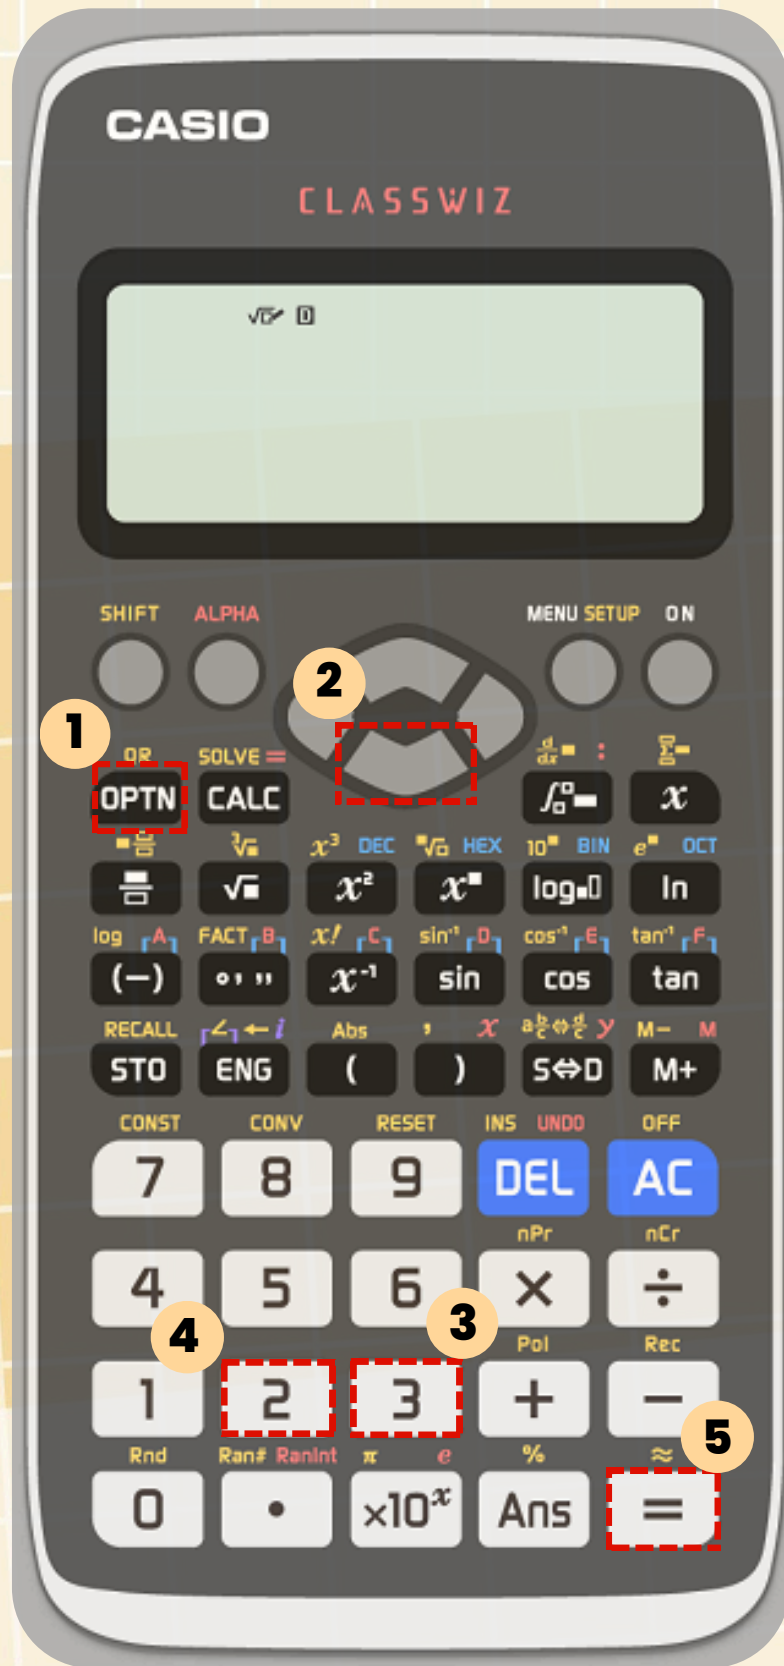 CASIO
CLASSWIZ
√▭ D
SHIFT ALPHA MENU SETUP ON
2
1
QR SOLVE = d/dx■ : Σ▬
OPTN CALC ∫▬ x
■▤ ³√■ x³ DEC ■√□ HEX 10■ BIN e■ OCT
√■ x² x■ log■▯ ln
log A FACT B x! C sin⁻¹ D cos⁻¹ E tan⁻¹ F
(−) ° ’ ” x⁻¹ sin cos tan
RECALL ∠ ← i Abs , x a b/c⇔d/c y M− M
STO ENG ( ) S⇔D M+
CONST CONV RESET INS UNDO OFF
7 8 9 DEL AC
nPr nCr
4 5 6 × ÷
4 3
Pol Rec
1 2 3 + −
5
Rnd Ran# RanInt π e % ≈
0 • ×10ˣ Ans =